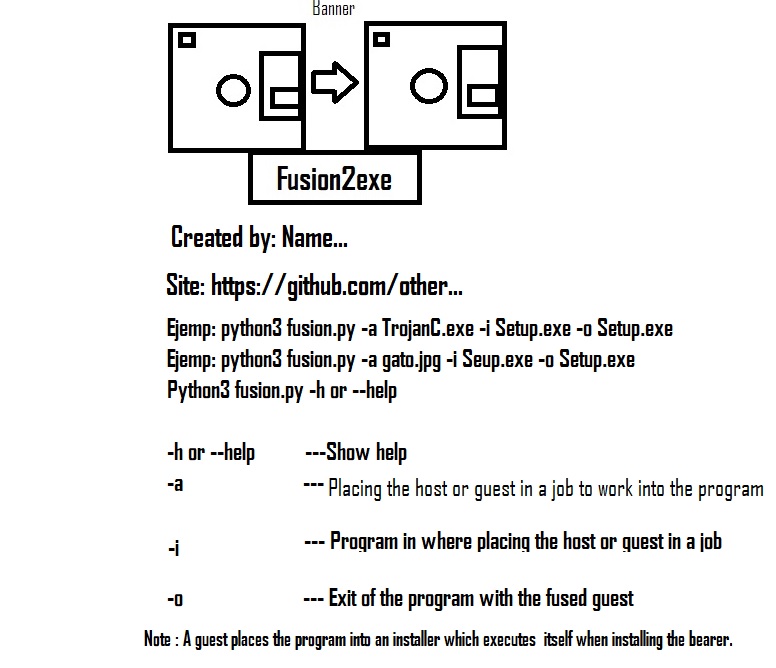 Banner
Fusion2exe
Created by: Name...
Site: https://github.com/other...
Ejemp: python3 fusion.py -a TrojanC.exe -i Setup.exe -o Setup.exe
Ejemp: python3 fusion.py -a gato.jpg -i Seup.exe -o Setup.exe
Python3 fusion.py -h or --help
-h or --help ---Show help
-a --- Placing the host or guest in a job to work into the program
-i --- Program in where placing the host or guest in a job
-o --- Exit of the program with the fused guest
Note : A guest places the program into an installer which executes itself when installing the bearer.